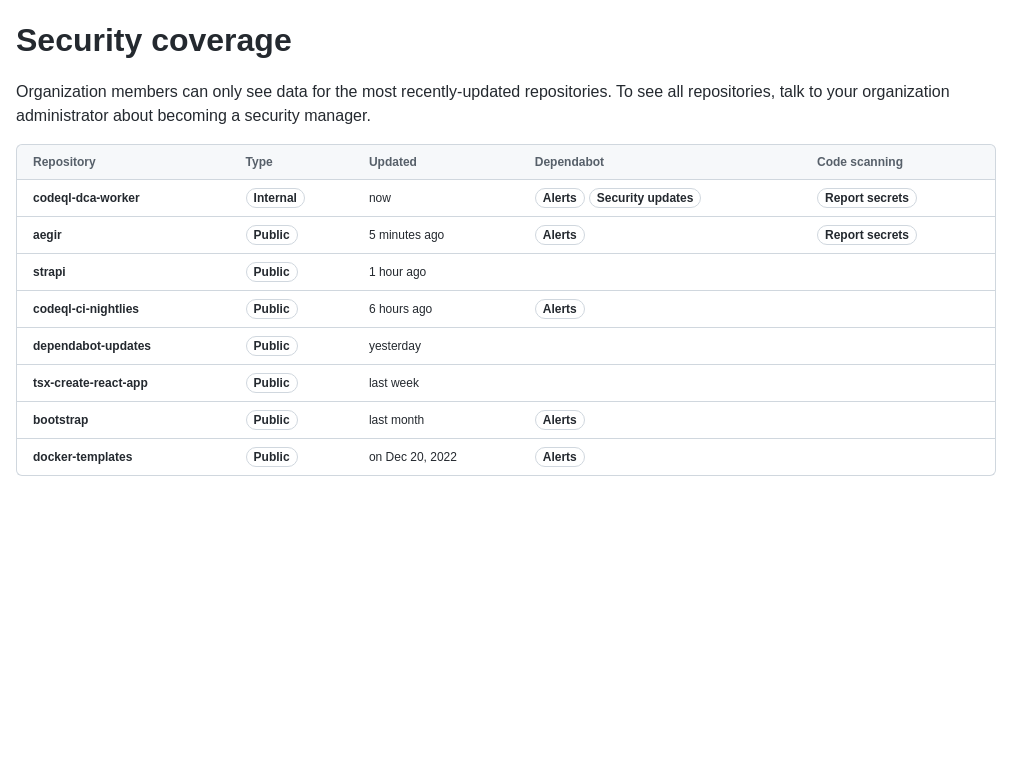 Security coverage
Organization members can only see data for the most recently-updated repositories. To see all repositories, talk to your organization
administrator about becoming a security manager.
Repository Type Updated Dependabot Code scanning
codeql-dca-worker Internal now Alerts Security updates Report secrets
aegir Public 5 minutes ago Alerts Report secrets
strapi Public 1 hour ago
codeql-ci-nightlies Public 6 hours ago Alerts
dependabot-updates Public yesterday
tsx-create-react-app Public last week
bootstrap Public last month Alerts
docker-templates Public on Dec 20, 2022 Alerts